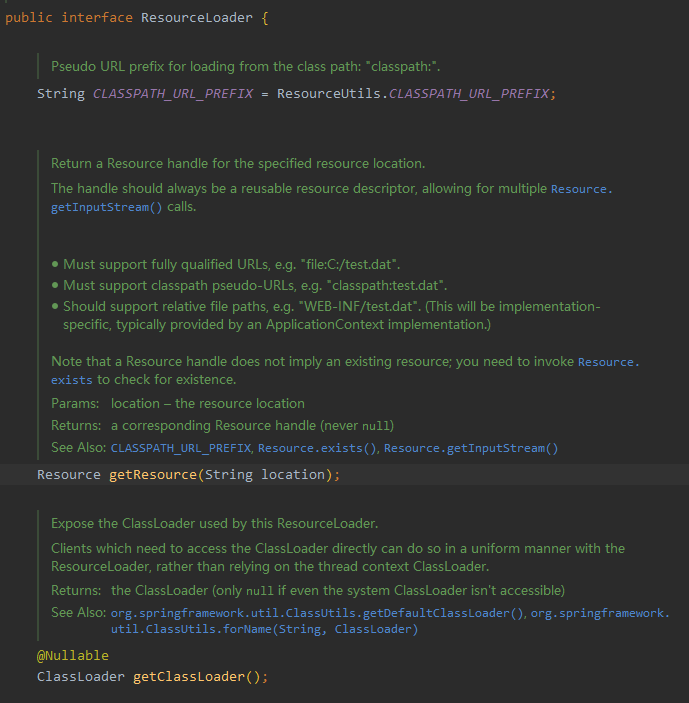 public interface ResourceLoader {
Pseudo URL prefix for loading from the class path: "classpath:".
String CLASSPATH_URL_PREFIX = ResourceUtils.CLASSPATH_URL_PREFIX;
Return a Resource handle for the specified resource location.
The handle should always be a reusable resource descriptor, allowing for multiple Resource.
getInputStream() calls.
• Must support fully qualified URLs, e.g. "file:C:/test.dat".
• Must support classpath pseudo-URLs, e.g. "classpath:test.dat".
• Should support relative file paths, e.g. "WEB-INF/test.dat". (This will be implementation-
specific, typically provided by an ApplicationContext implementation.)
Note that a Resource handle does not imply an existing resource; you need to invoke Resource.
exists to check for existence.
Params: location – the resource location
Returns: a corresponding Resource handle (never null)
See Also: CLASSPATH_URL_PREFIX, Resource.exists(), Resource.getInputStream()
Resource getResource(String location);
Expose the ClassLoader used by this ResourceLoader.
Clients which need to access the ClassLoader directly can do so in a uniform manner with the
ResourceLoader, rather than relying on the thread context ClassLoader.
Returns: the ClassLoader (only null if even the system ClassLoader isn't accessible)
See Also: org.springframework.util.ClassUtils.getDefaultClassLoader(), org.springframework.
util.ClassUtils.forName(String, ClassLoader)
@Nullable
ClassLoader getClassLoader();